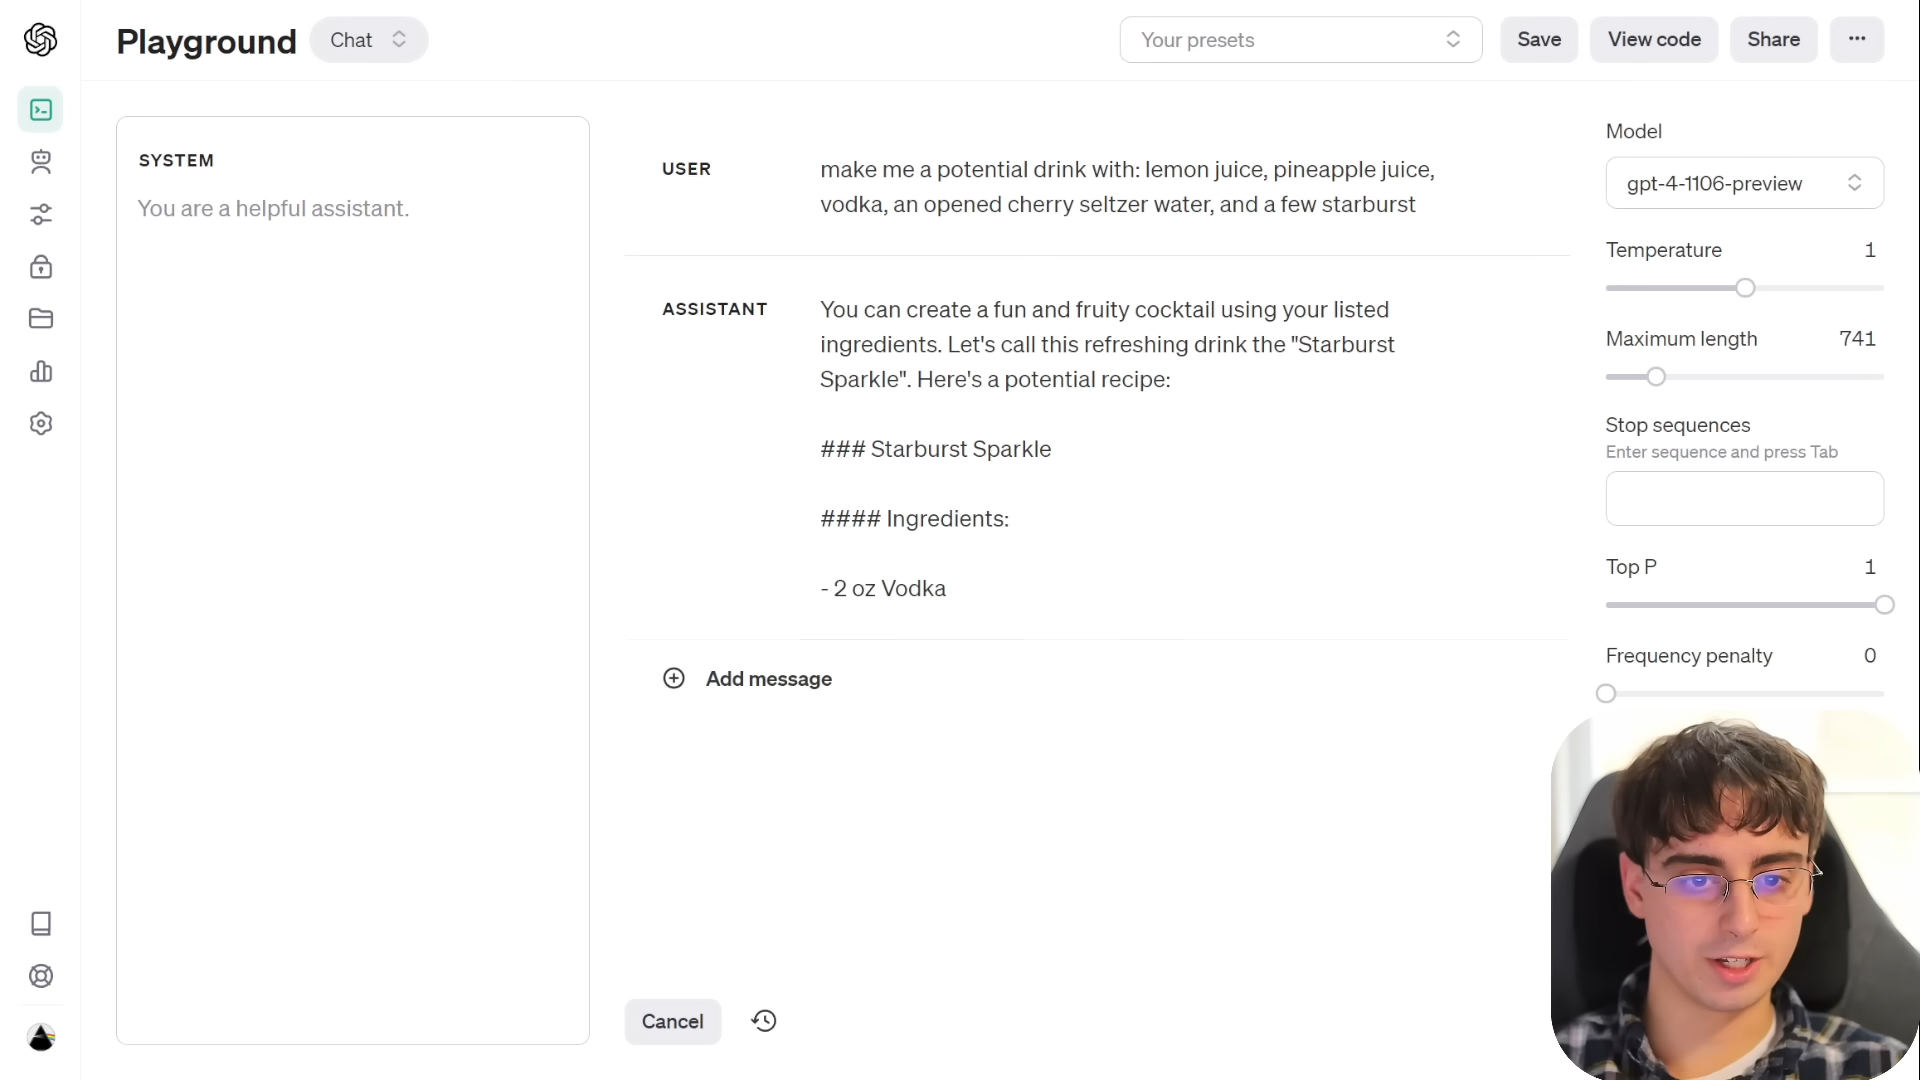 Playground
Chat
Your presets
Save
View code
Share
SYSTEM
You are a helpful assistant.
USER
make me a potential drink with: lemon juice, pineapple juice,
vodka, an opened cherry seltzer water, and a few starburst
ASSISTANT
You can create a fun and fruity cocktail using your listed
ingredients. Let's call this refreshing drink the "Starburst
Sparkle". Here's a potential recipe:
### Starburst Sparkle
#### Ingredients:
- 2 oz Vodka
Add message
Cancel
Model
gpt-4-1106-preview
Temperature 1
Maximum length 741
Stop sequences
Enter sequence and press Tab
Top P 1
Frequency penalty 0